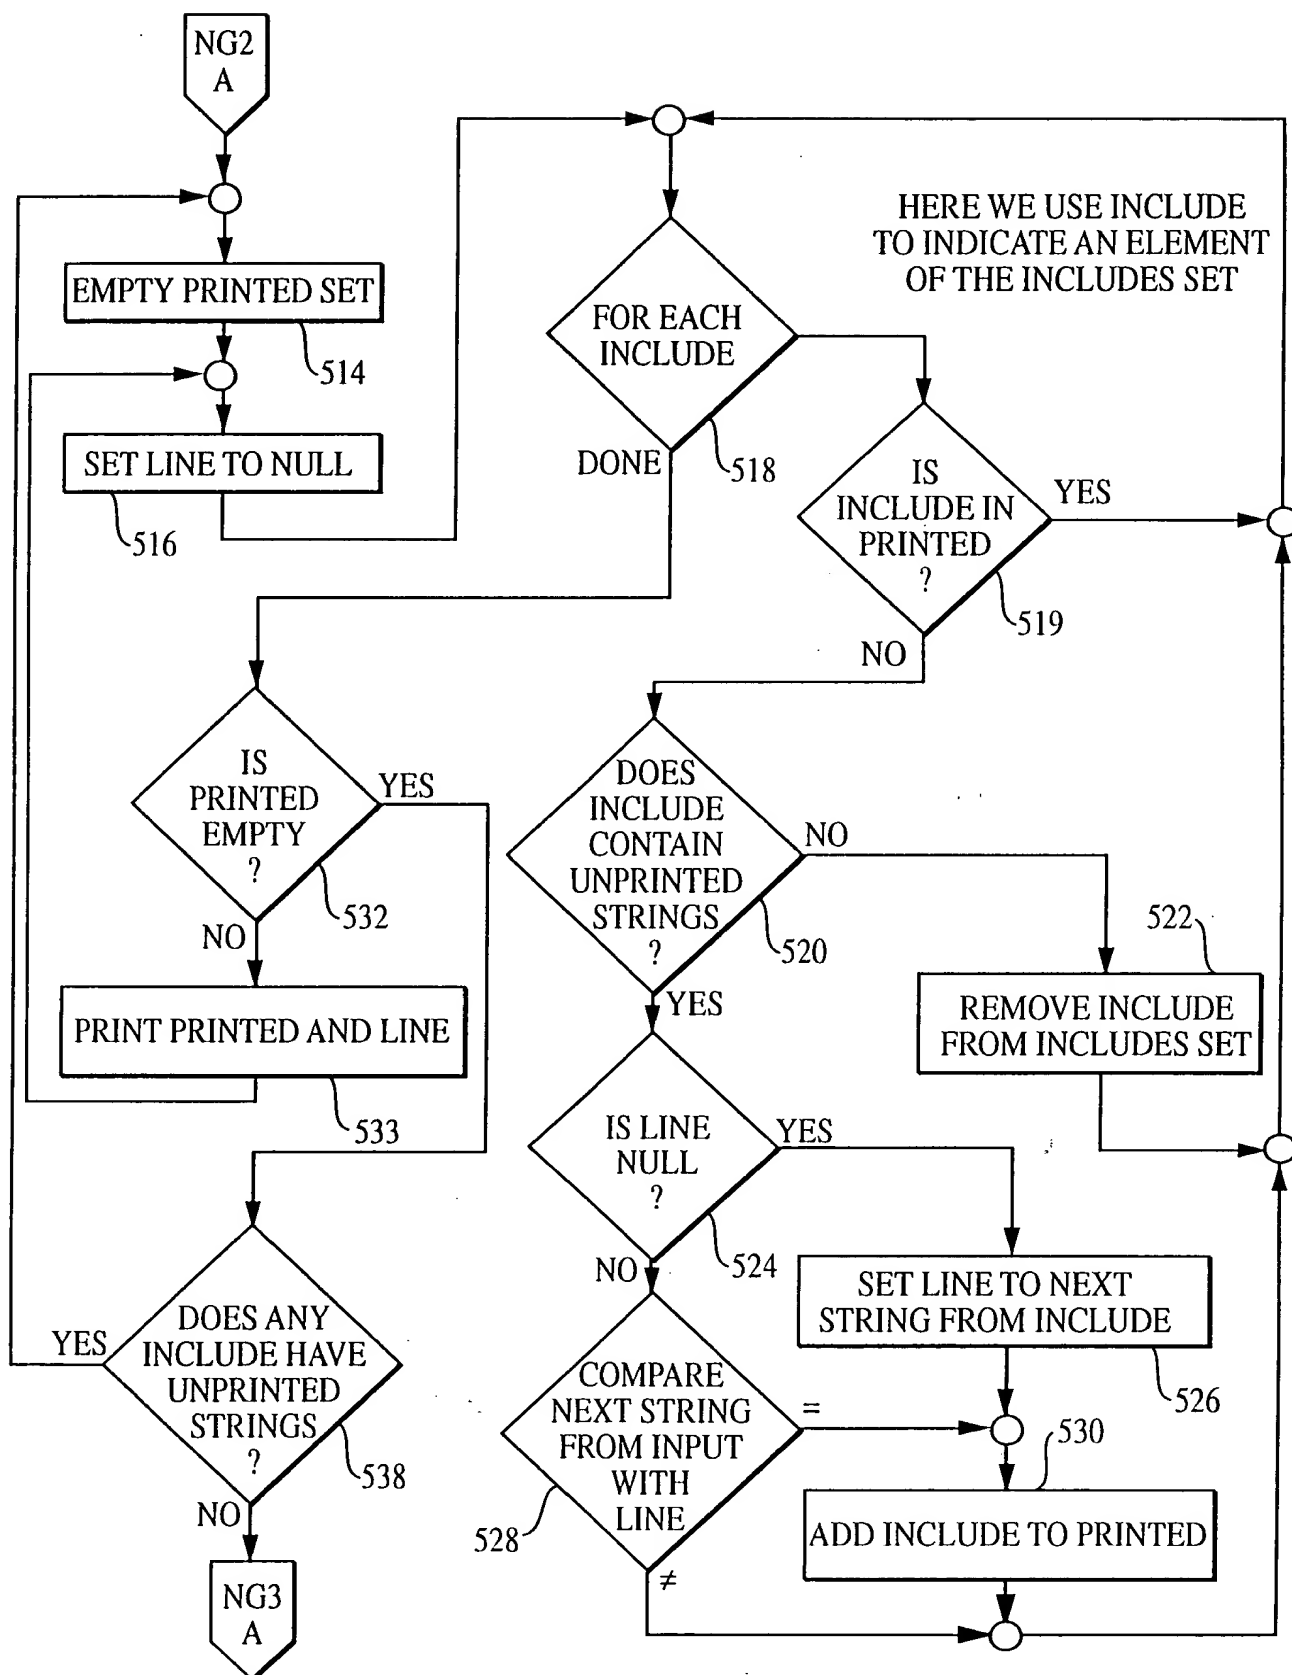 NG2
A
HERE WE USE INCLUDE
TO INDICATE AN ELEMENT
OF THE INCLUDES SET
EMPTY PRINTED SET
514
SET LINE TO NULL
516
FOR EACH
INCLUDE
518
DONE
IS
INCLUDE IN
PRINTED
?
519
YES
NO
IS
PRINTED
EMPTY
?
532
YES
NO
DOES
INCLUDE
CONTAIN
UNPRINTED
STRINGS
?
520
NO
YES
522
REMOVE INCLUDE
FROM INCLUDES SET
PRINT PRINTED AND LINE
533
IS LINE
NULL
?
524
YES
NO
SET LINE TO NEXT
STRING FROM INCLUDE
526
DOES ANY
INCLUDE HAVE
UNPRINTED
STRINGS
?
538
YES
NO
COMPARE
NEXT STRING
FROM INPUT
WITH
LINE
528
=
≠
530
ADD INCLUDE TO PRINTED
NG3
A